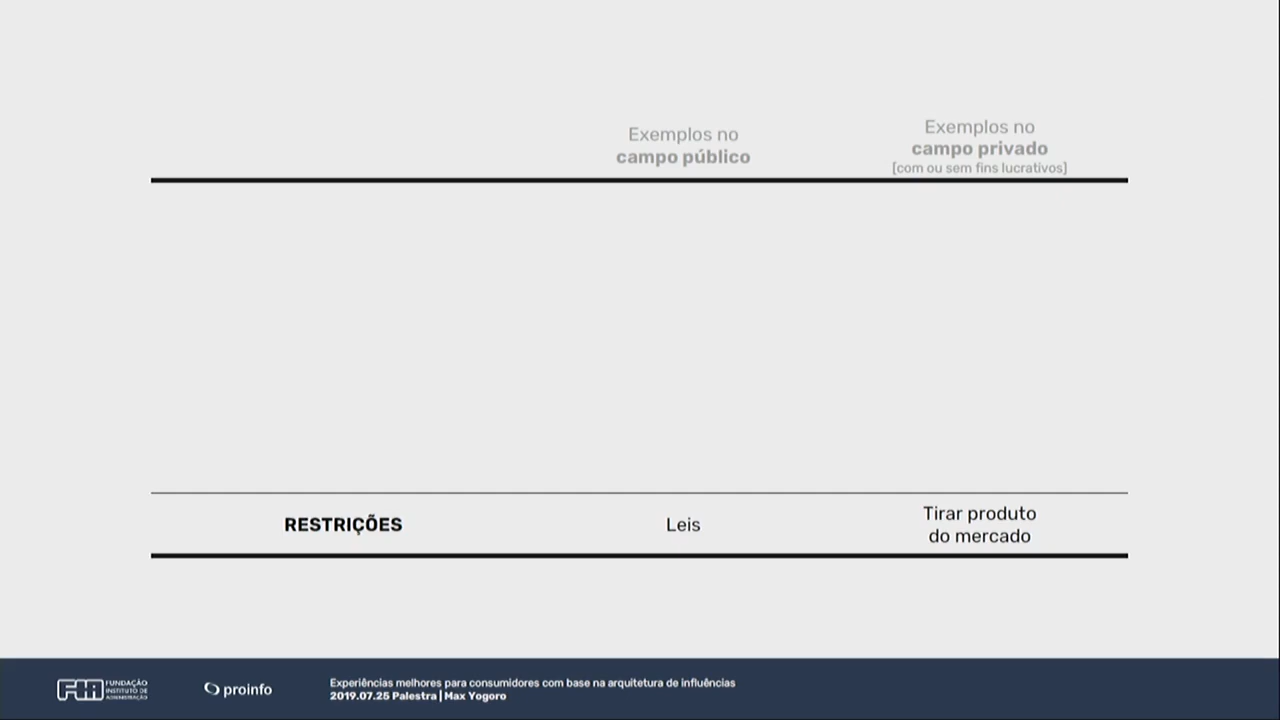 Exemplos no
campo público
Exemplos no
campo privado
[com ou sem fins lucrativos]
RESTRIÇÕES
Leis
Tirar produto
do mercado
FIA
FUNDAÇÃO
INSTITUTO DE
ADMINISTRAÇÃO
proinfo
Experiências melhores para consumidores com base na arquitetura de influências
2019.07.25 Palestra | Max Yogoro